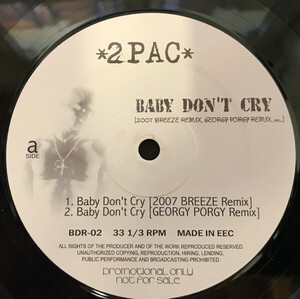 *2PAC*
BABY DON'T CRY
[2007 BREEZE REMIX, GEORGY PORGY REMIX, etc.]
a
SIDE
1. Baby Don't Cry [2007 BREEZE Remix]
2. Baby Don't Cry [GEORGY PORGY Remix]
BDR-02 33 1/3 RPM MADE IN EEC
ALL RIGHTS OF THE PRODUCER AND OF THE WORK REPRODUCED RESERVED.
UNAUTHORIZED COPYING, REPRODUCTION, HIRING, LENDING,
PUBLIC PERFORMANCE AND BROADCASTING PROHIBITED.
promotional only
not for sale